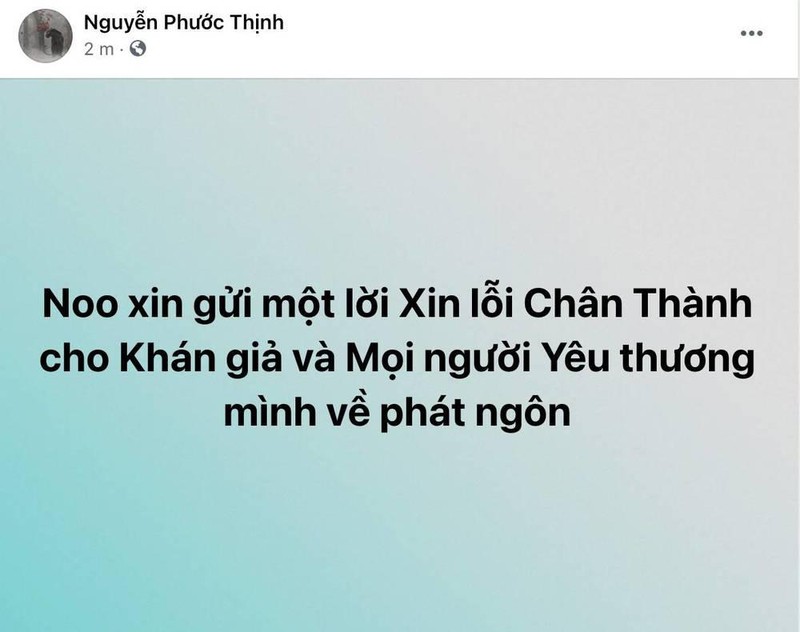 Nguyễn Phước Thịnh
2 m ·
Noo xin gửi một lời Xin lỗi Chân Thành
cho Khán giả và Mọi người Yêu thương
mình về phát ngôn